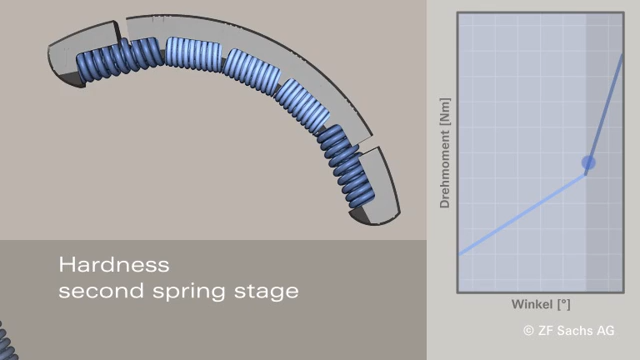 Hardness
second spring stage
Drehmoment [Nm]
Winkel [°]
© ZF Sachs AG